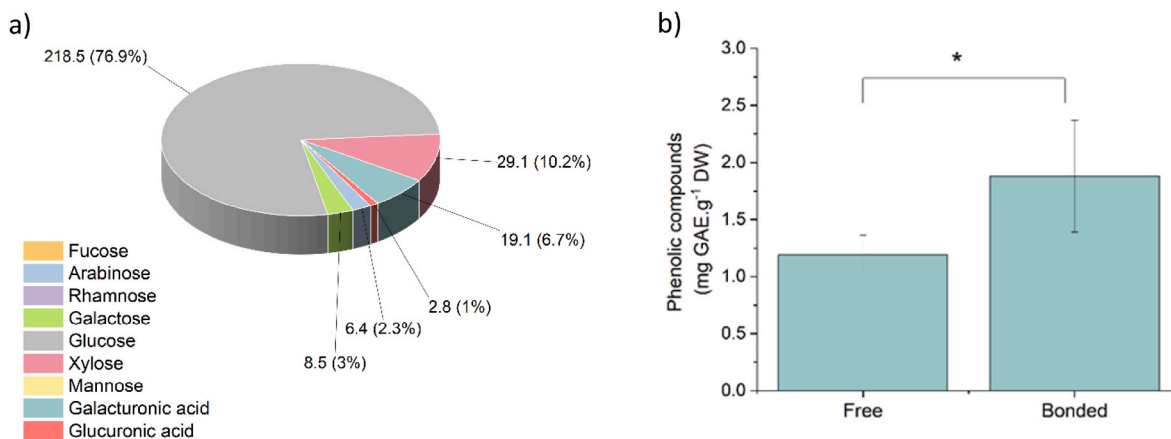 a)
218.5 (76.9%)
29.1 (10.2%)
19.1 (6.7%)
2.8 (1%)
6.4 (2.3%)
8.5 (3%)
Fucose
Arabinose
Rhamnose
Galactose
Glucose
Xylose
Mannose
Galacturonic acid
Glucuronic acid
b)
Phenolic compounds
(mg GAE.g⁻¹ DW)
3.0
2.5
2.0
1.5
1.0
0.5
0.0
*
Free
Bonded